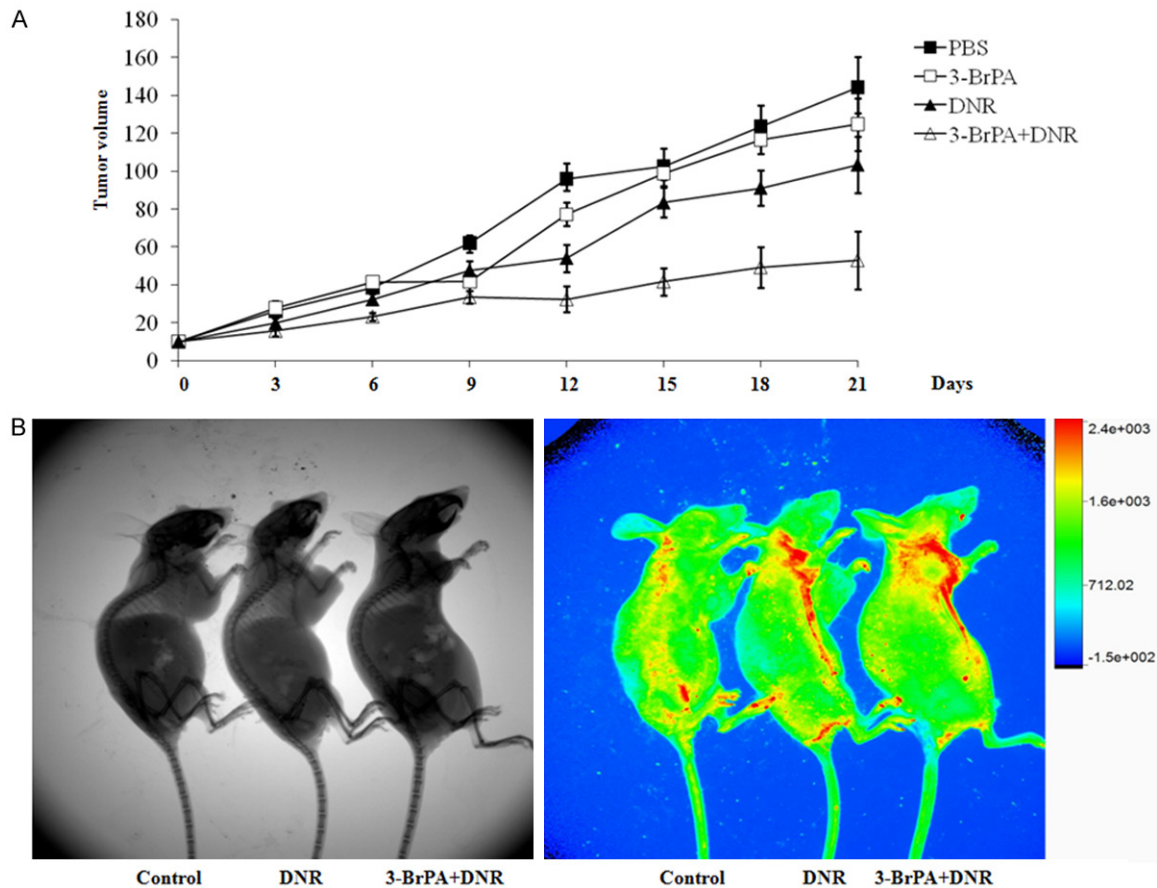 A
180
160
140
120
100
80
60
40
20
0
Tumor volume
PBS
3-BrPA
DNR
3-BrPA+DNR
0 3 6 9 12 15 18 21 Days
B
2.4e+003
1.6e+003
712.02
-1.5e+002
Control DNR 3-BrPA+DNR
Control DNR 3-BrPA+DNR